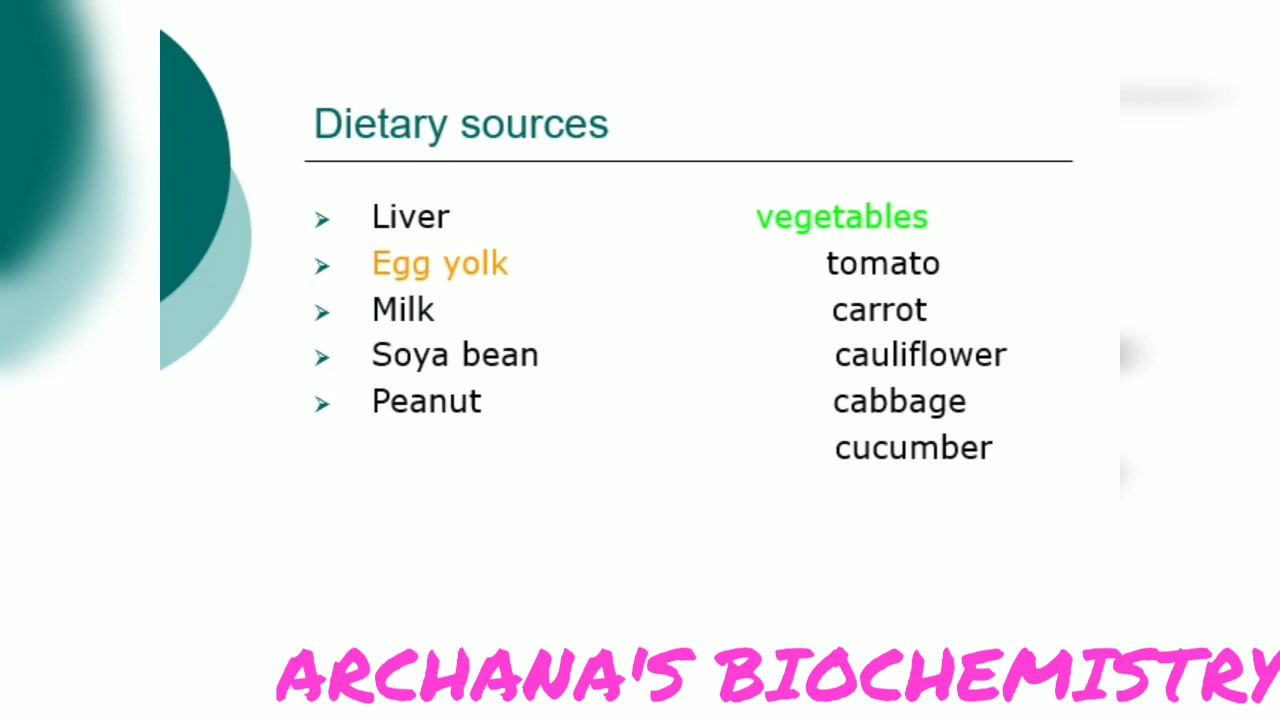 Dietary sources
Liver
Egg yolk
Milk
Soya bean
Peanut
vegetables
tomato
carrot
cauliflower
cabbage
cucumber
ARCHANA'S BIOCHEMISTRY